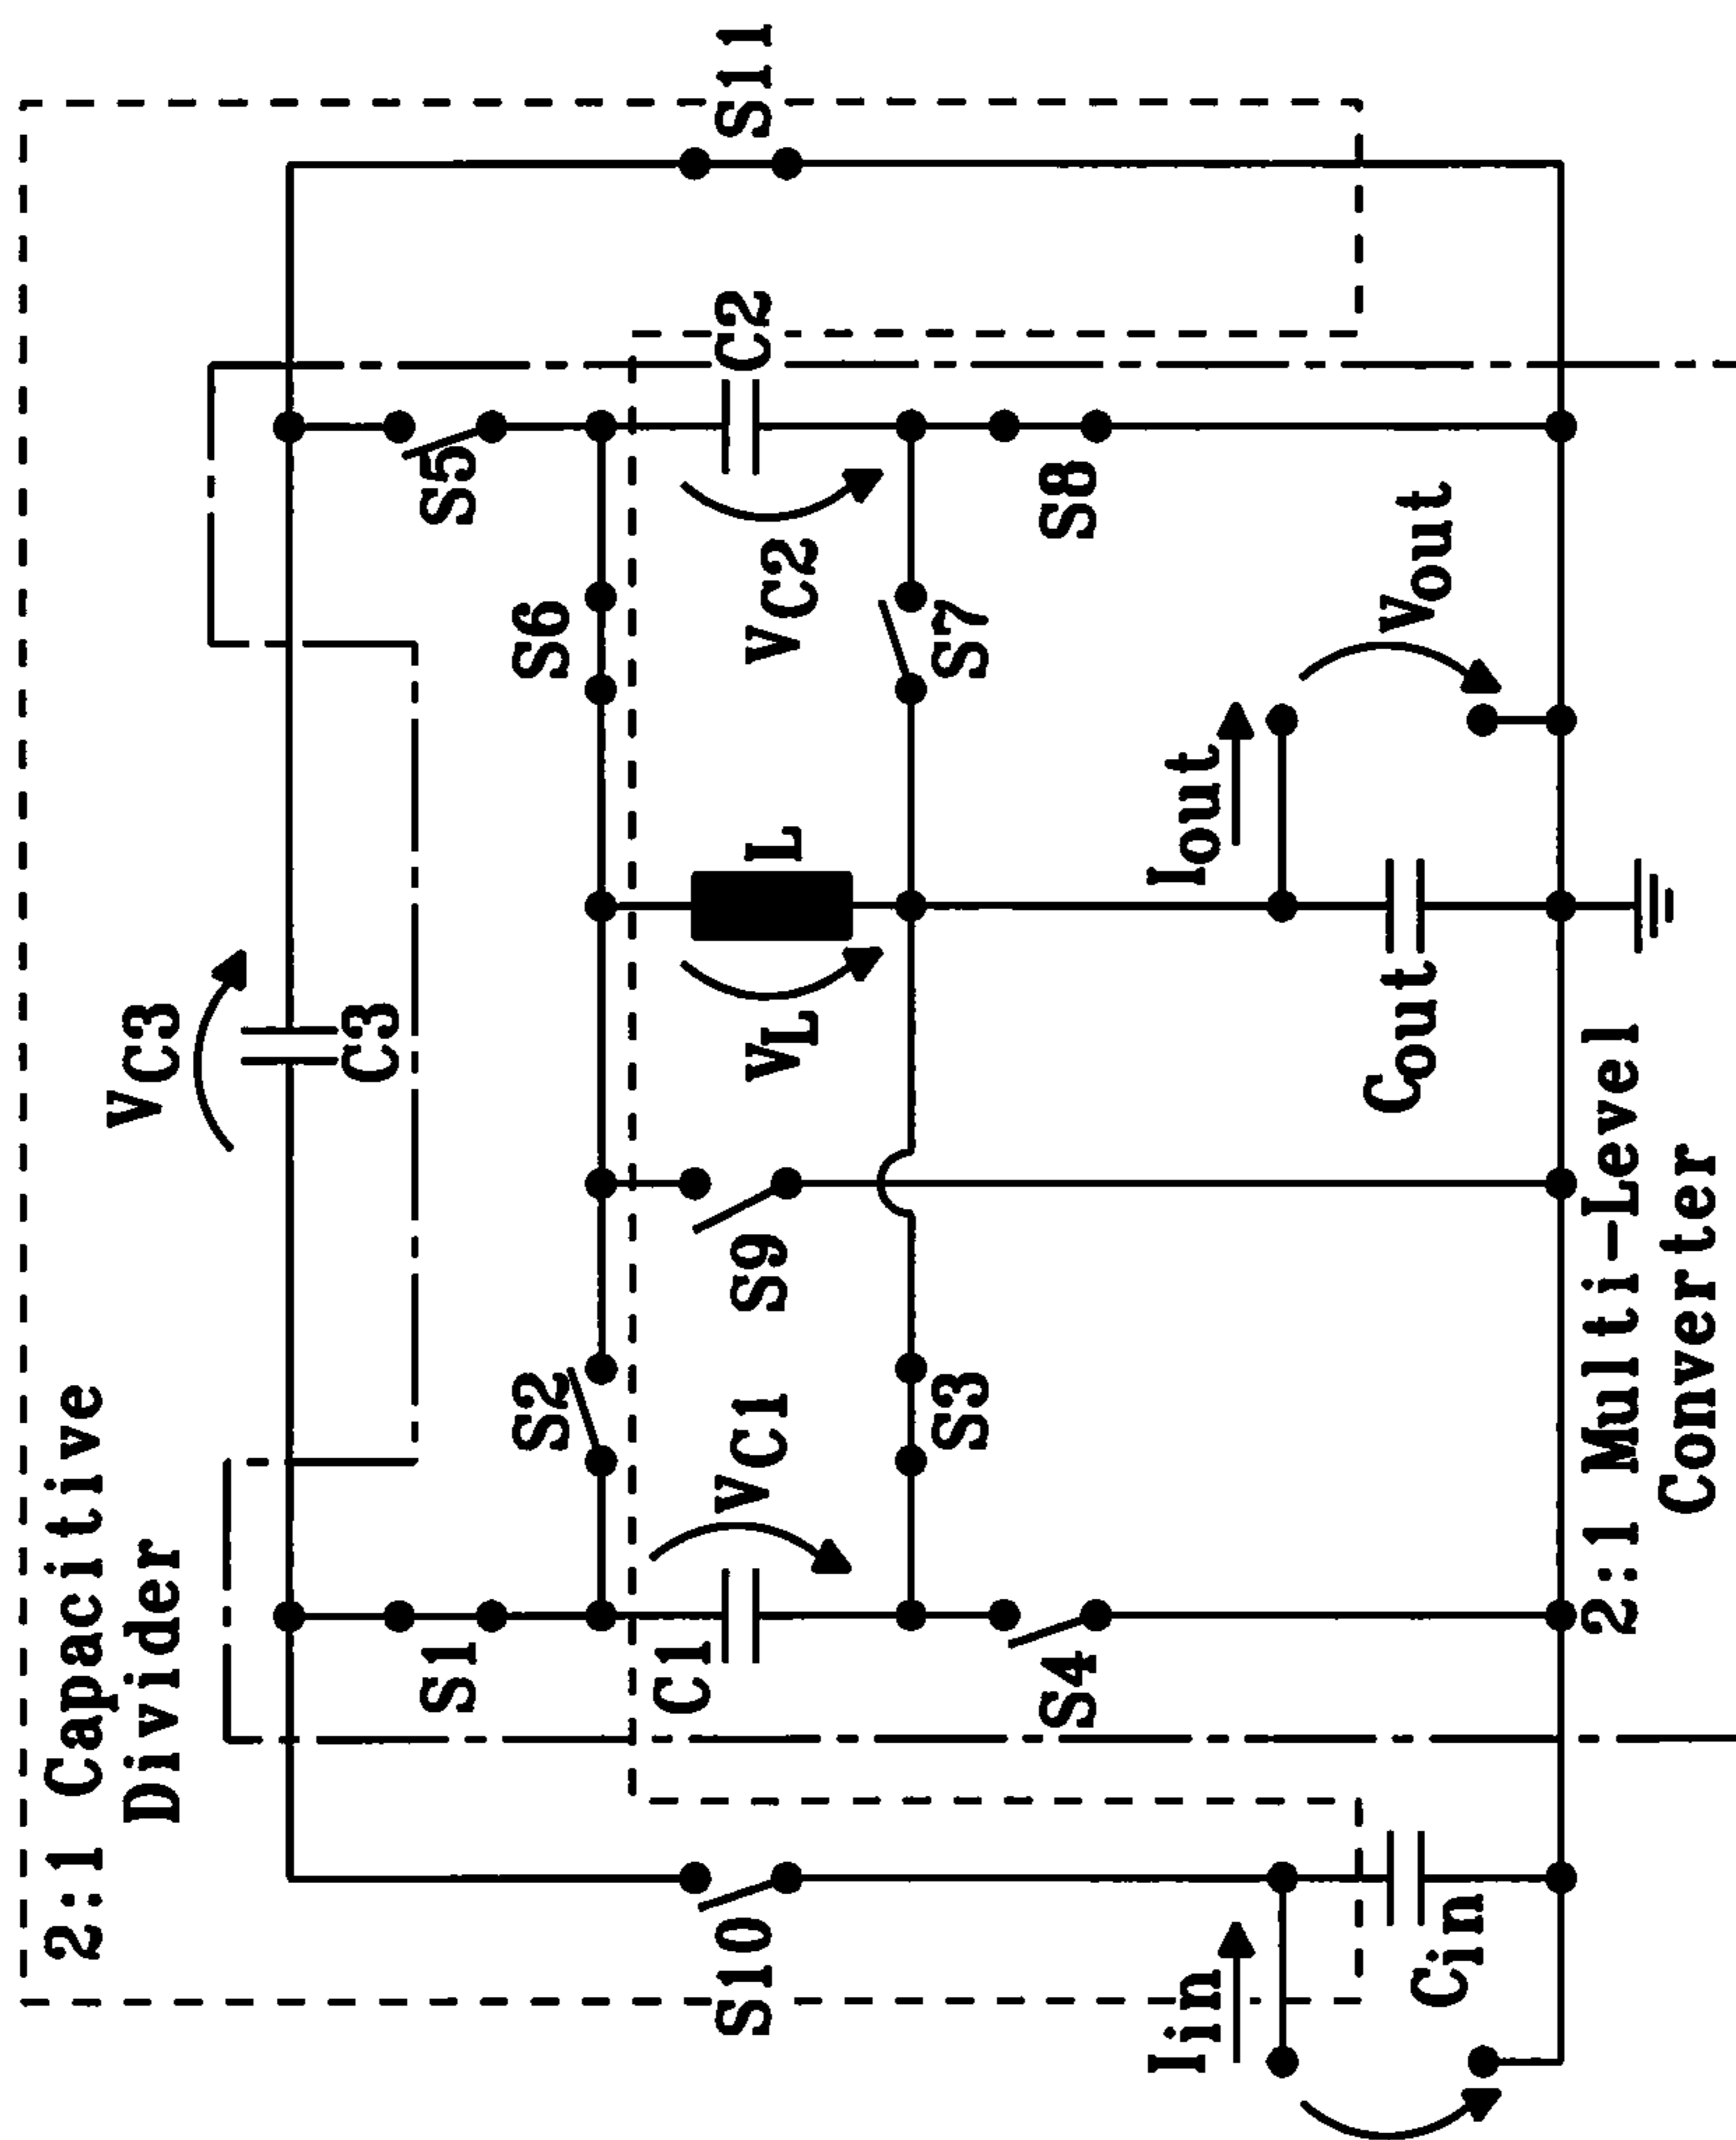 2:1 Capacitive
Divider
VC3
C3
S1
S5
S2
S6
S10
C1
VC1
S9
VL
L
VC2
C2
S11
S3
S7
S4
S8
Iin
Iout
Cin
Cout
Vout
2:1 Multi-Level
Converter